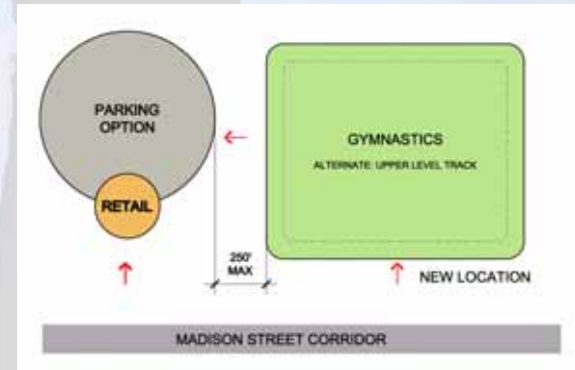 PARKING
OPTION
RETAIL
GYMNASTICS
ALTERNATE: UPPER LEVEL TRACK
250'
MAX
NEW LOCATION
MADISON STREET CORRIDOR